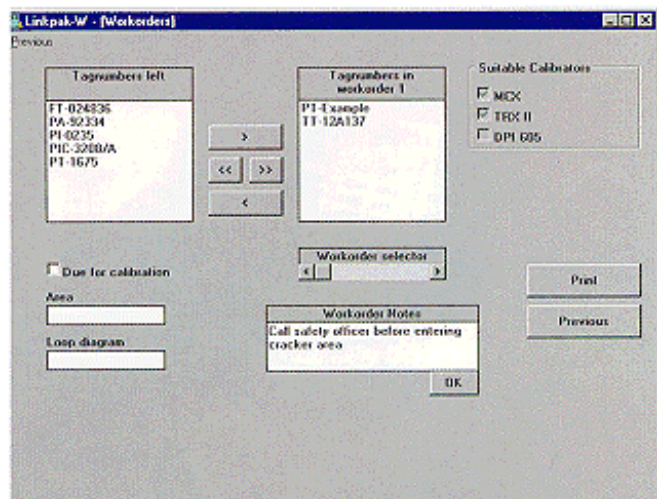 Linkpak-W - [Workorders]
Previous
Tagnumbers left
FT-024836
PA-92334
PI-0235
PIC-3200/A
PT-1675
>
<< >>
<
Tagnumbers in
workorder 1
PT-Example
TT-12A137
Suitable Calibrators
MCX
TRX II
DPI 605
Due for calibration
Area
Loop diagram
Workorder selector
Workorder Notes
Call safety officer before entering
cracker area
OK
Print
Previous